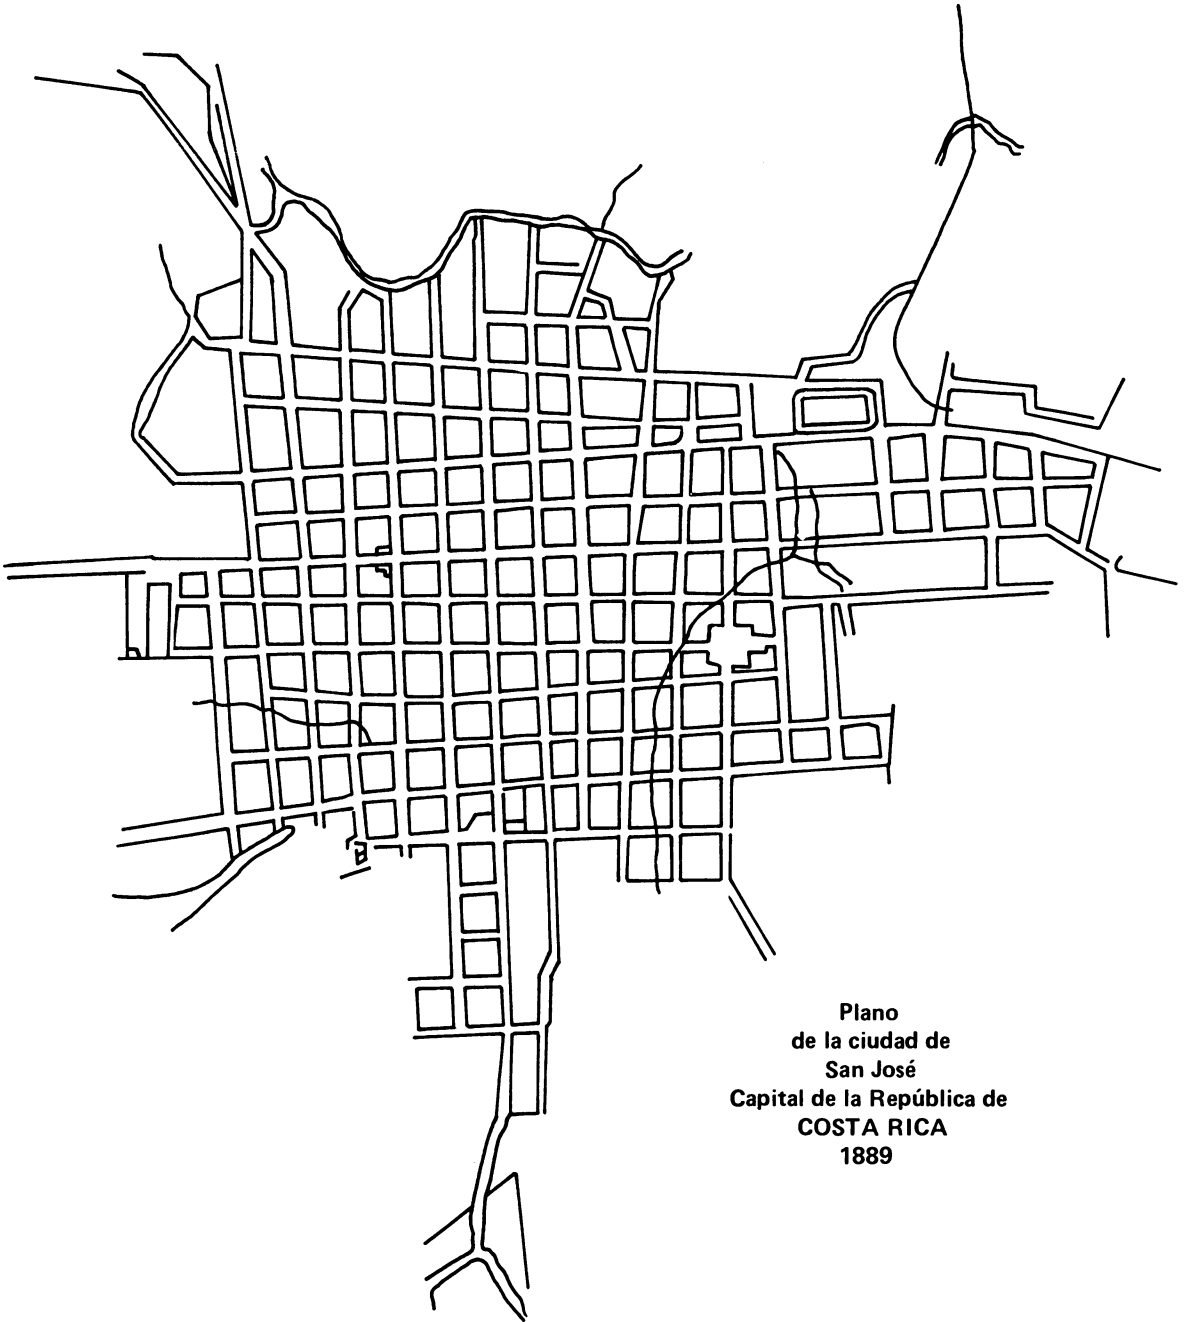 Plano
de la ciudad de
San José
Capital de la República de
COSTA RICA
1889